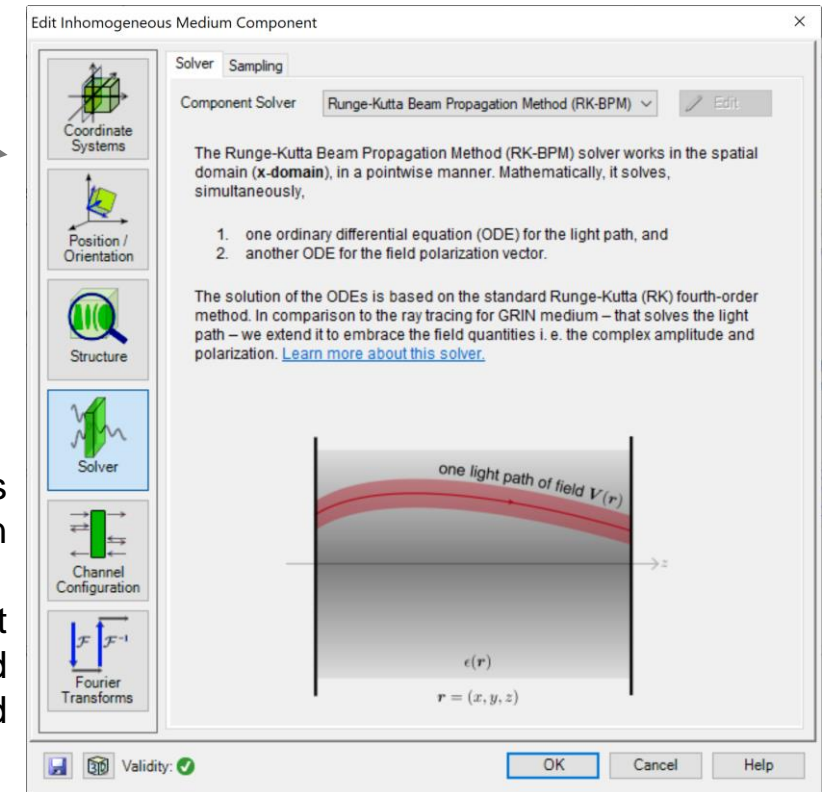 Edit Inhomogeneous Medium Component
Coordinate
Systems
Position /
Orientation
Structure
Solver
Channel
Configuration
ℱ ℱ⁻¹
Fourier
Transforms
Solver Sampling
Component Solver Runge-Kutta Beam Propagation Method (RK-BPM) Edit
The Runge-Kutta Beam Propagation Method (RK-BPM) solver works in the spatial
domain (x-domain), in a pointwise manner. Mathematically, it solves,
simultaneously,
1. one ordinary differential equation (ODE) for the light path, and
2. another ODE for the field polarization vector.
The solution of the ODEs is based on the standard Runge-Kutta (RK) fourth-order
method. In comparison to the ray tracing for GRIN medium – that solves the light
path – we extend it to embrace the field quantities i. e. the complex amplitude and
polarization. Learn more about this solver.
one light path of field V(r)
z
ϵ(r)
r = (x, y, z)
s
n
t
d
d
3D Validity: OK Cancel Help